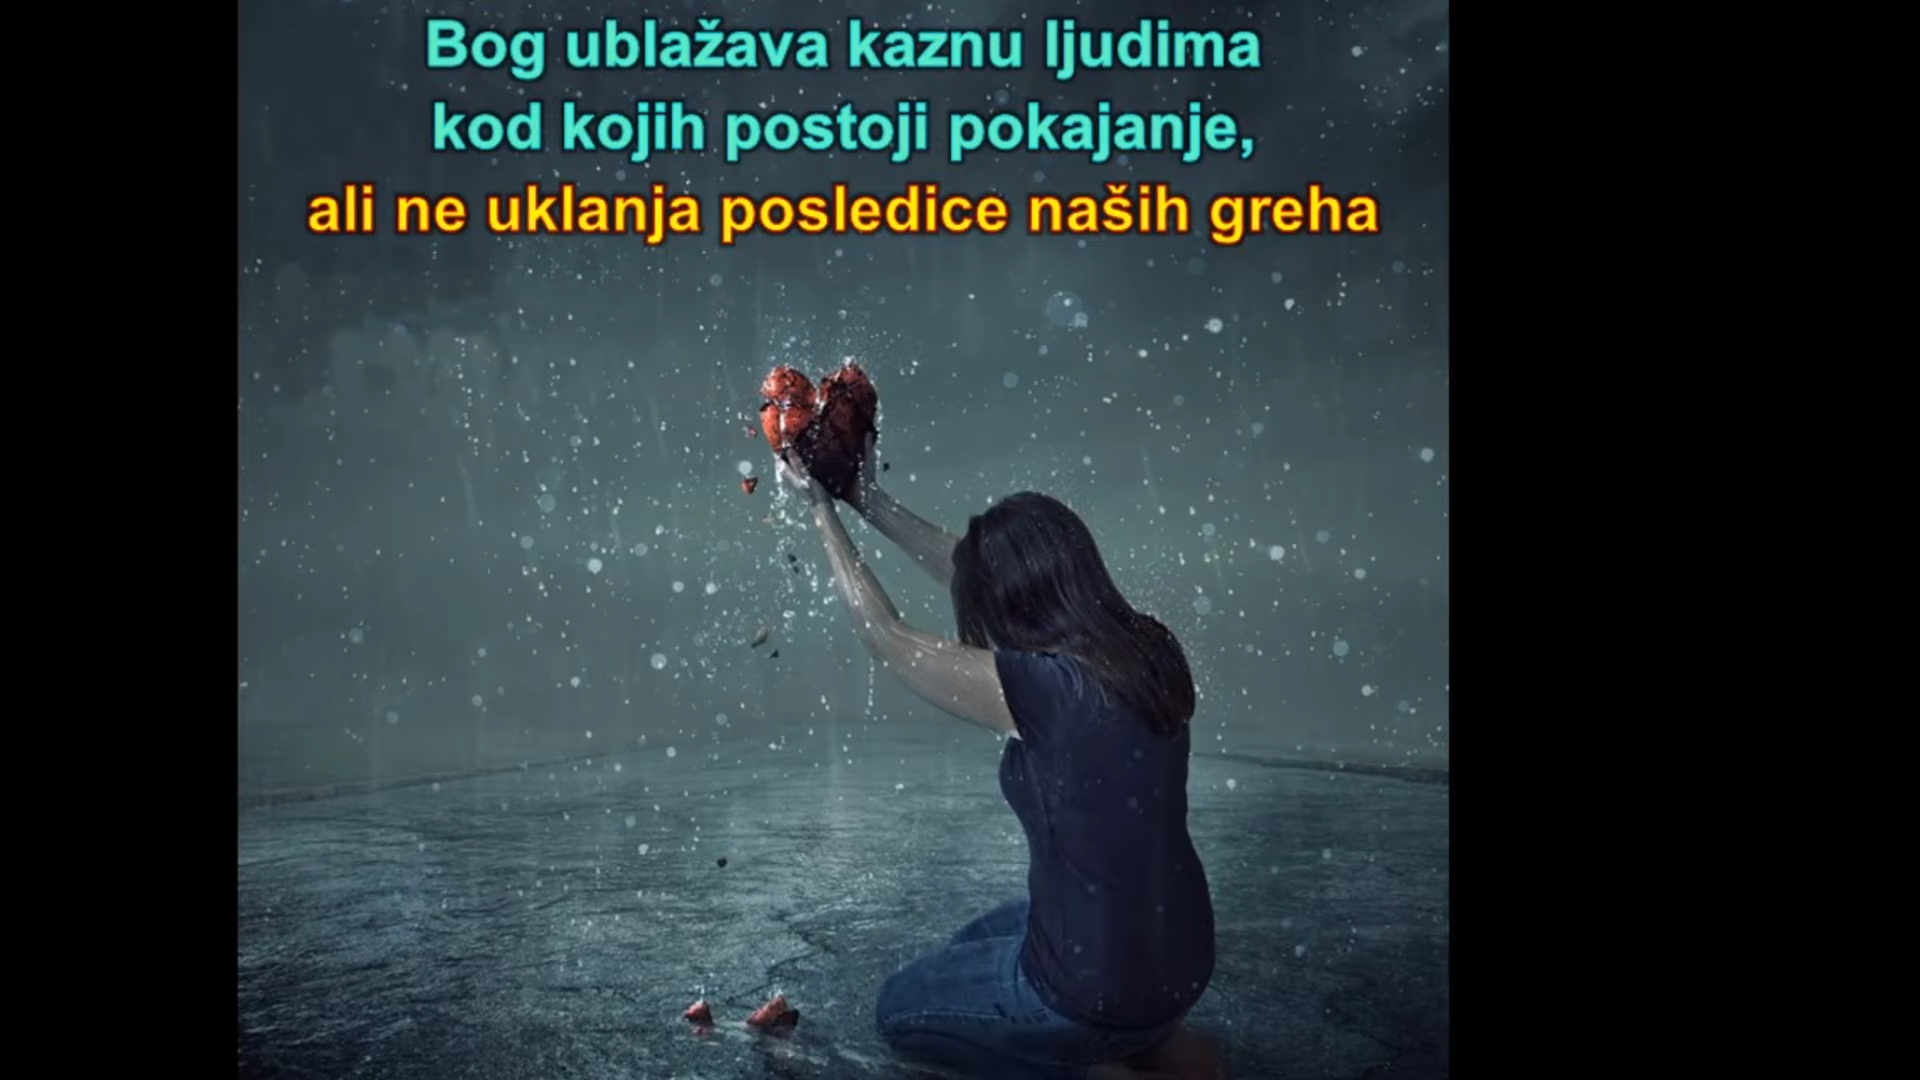 Bog ublažava kaznu ljudima
kod kojih postoji pokajanje,
ali ne uklanja posledice naših greha